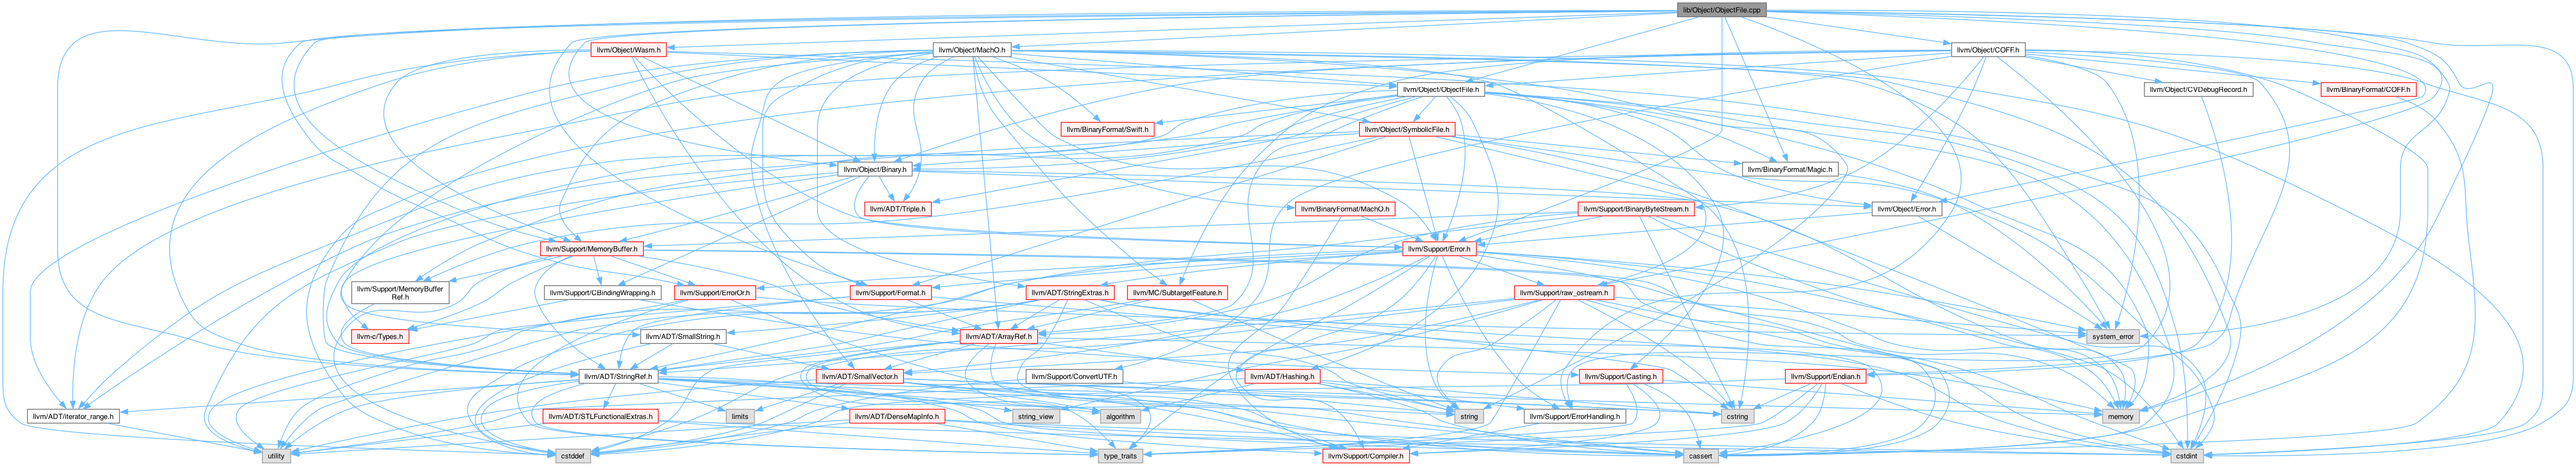 lib/Object/ObjectFile.cpp
llvm/Object/Wasm.h
llvm/Object/MachO.h
llvm/Object/COFF.h
llvm/Object/ObjectFile.h
llvm/Object/CVDebugRecord.h
llvm/BinaryFormat/COFF.h
llvm/BinaryFormat/Swift.h
llvm/Object/SymbolicFile.h
llvm/Object/Binary.h
llvm/BinaryFormat/Magic.h
llvm/ADT/Triple.h
llvm/BinaryFormat/MachO.h
llvm/Support/BinaryByteStream.h
llvm/Object/Error.h
llvm/Support/MemoryBuffer.h
llvm/Support/Error.h
llvm/Support/MemoryBuffer
Ref.h
llvm/Support/CBindingWrapping.h
llvm/Support/ErrorOr.h
llvm/Support/Format.h
llvm/ADT/StringExtras.h
llvm/MC/SubtargetFeature.h
llvm/Support/raw_ostream.h
llvm-c/Types.h
llvm/ADT/SmallString.h
llvm/ADT/ArrayRef.h
system_error
llvm/ADT/StringRef.h
llvm/ADT/SmallVector.h
llvm/Support/ConvertUTF.h
llvm/ADT/Hashing.h
llvm/Support/Casting.h
llvm/Support/Endian.h
llvm/ADT/iterator_range.h
llvm/ADT/STLFunctionalExtras.h
limits
llvm/ADT/DenseMapInfo.h
string_view
algorithm
string
llvm/Support/ErrorHandling.h
cstring
memory
utility
cstddef
type_traits
llvm/Support/Compiler.h
cassert
cstdint